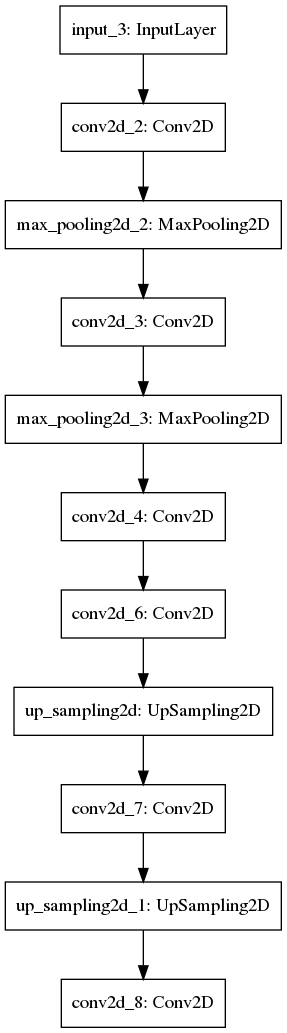 input_3: InputLayer
conv2d_2: Conv2D
max_pooling2d_2: MaxPooling2D
conv2d_3: Conv2D
max_pooling2d_3: MaxPooling2D
conv2d_4: Conv2D
conv2d_6: Conv2D
up_sampling2d: UpSampling2D
conv2d_7: Conv2D
up_sampling2d_1: UpSampling2D
conv2d_8: Conv2D